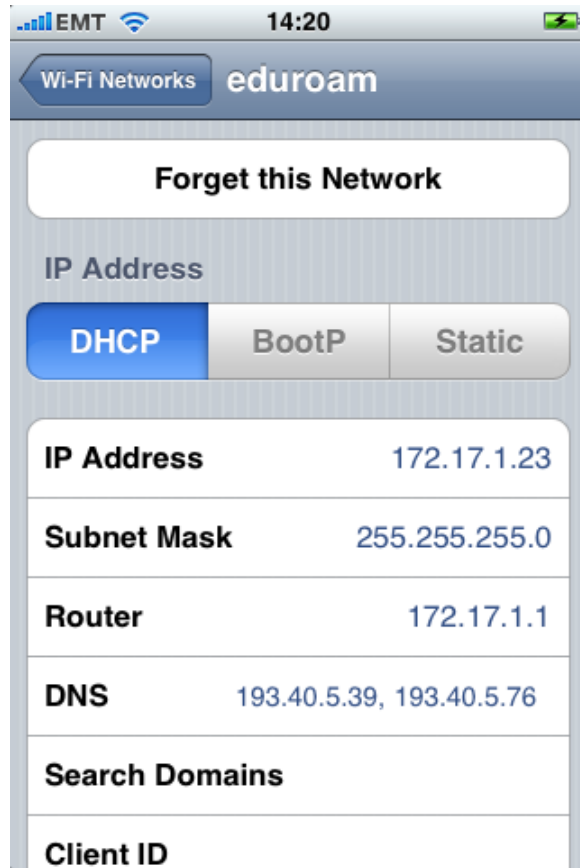 EMT 14:20
Wi-Fi Networks eduroam
Forget this Network
IP Address
DHCP BootP Static
IP Address 172.17.1.23
Subnet Mask 255.255.255.0
Router 172.17.1.1
DNS 193.40.5.39, 193.40.5.76
Search Domains
Client ID